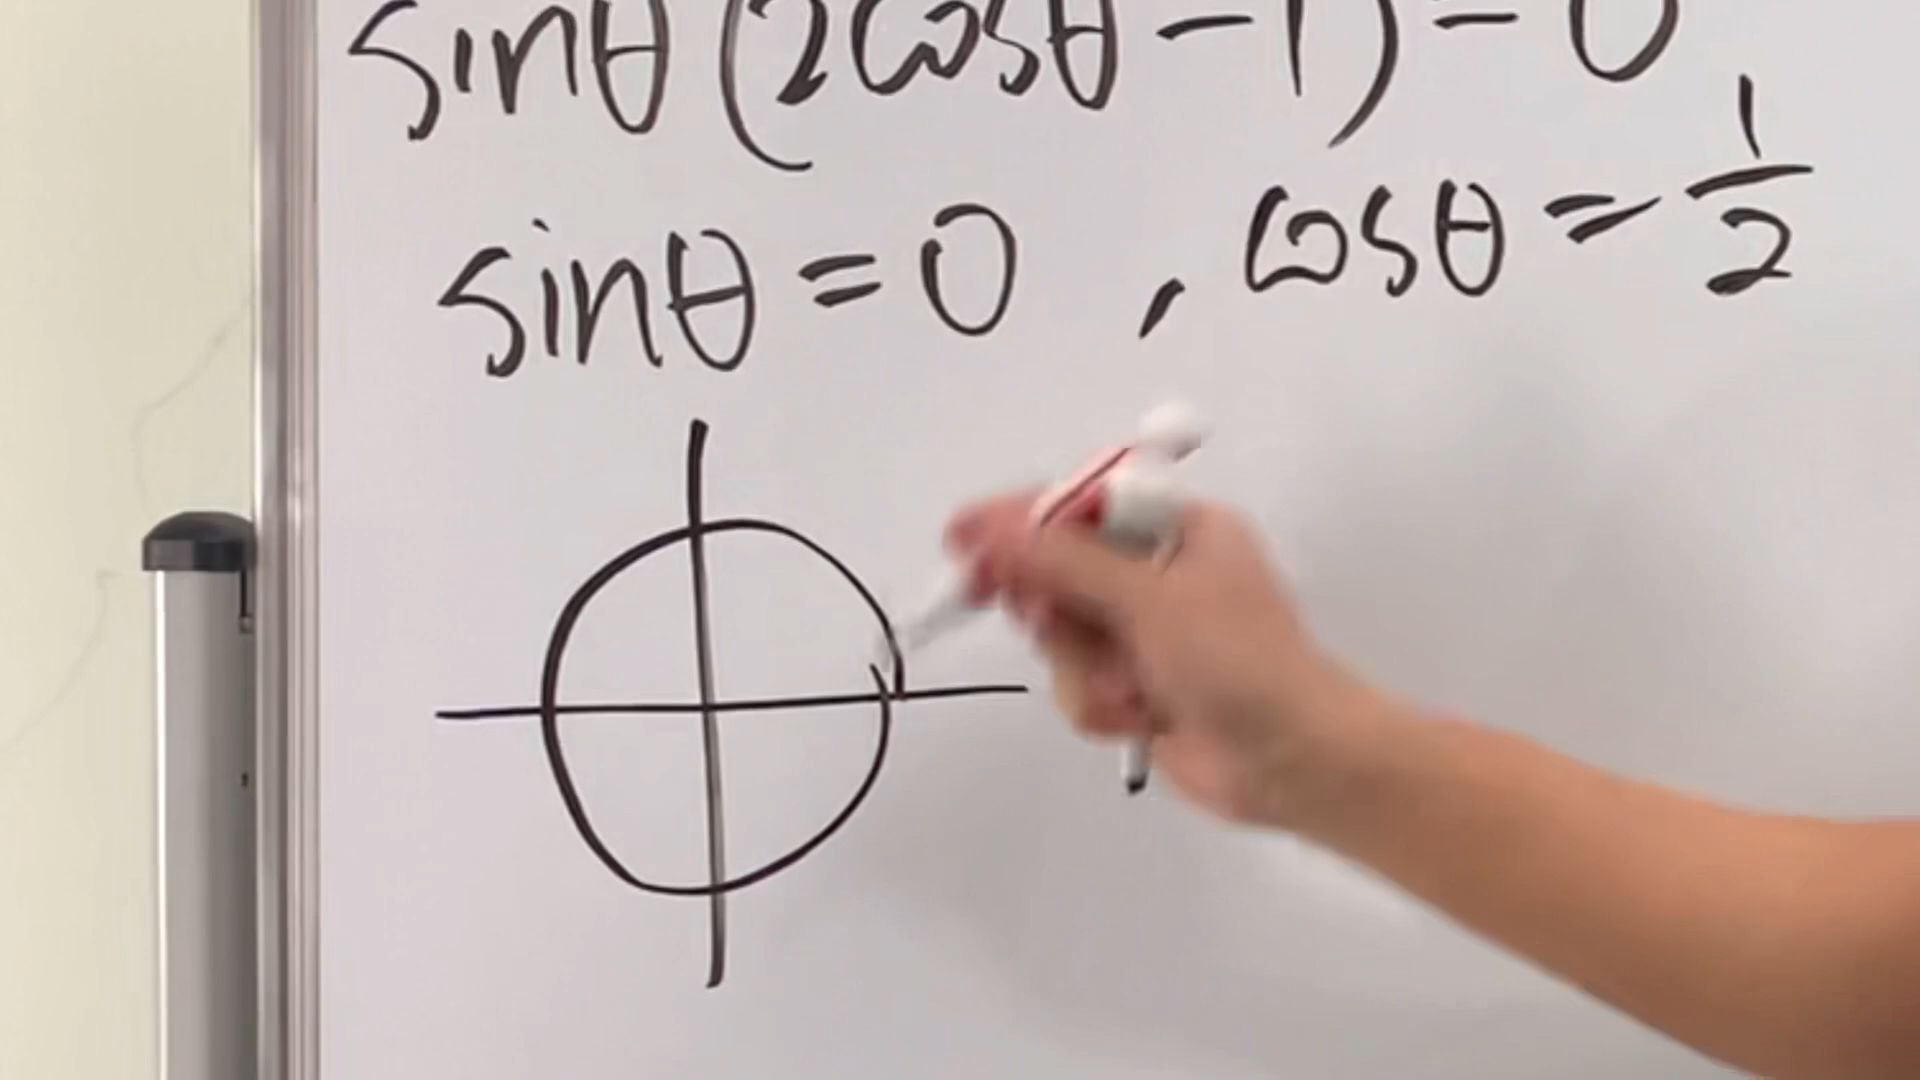 sinθ (2cosθ - 1) = 0
sinθ = 0 , cosθ = 1/2